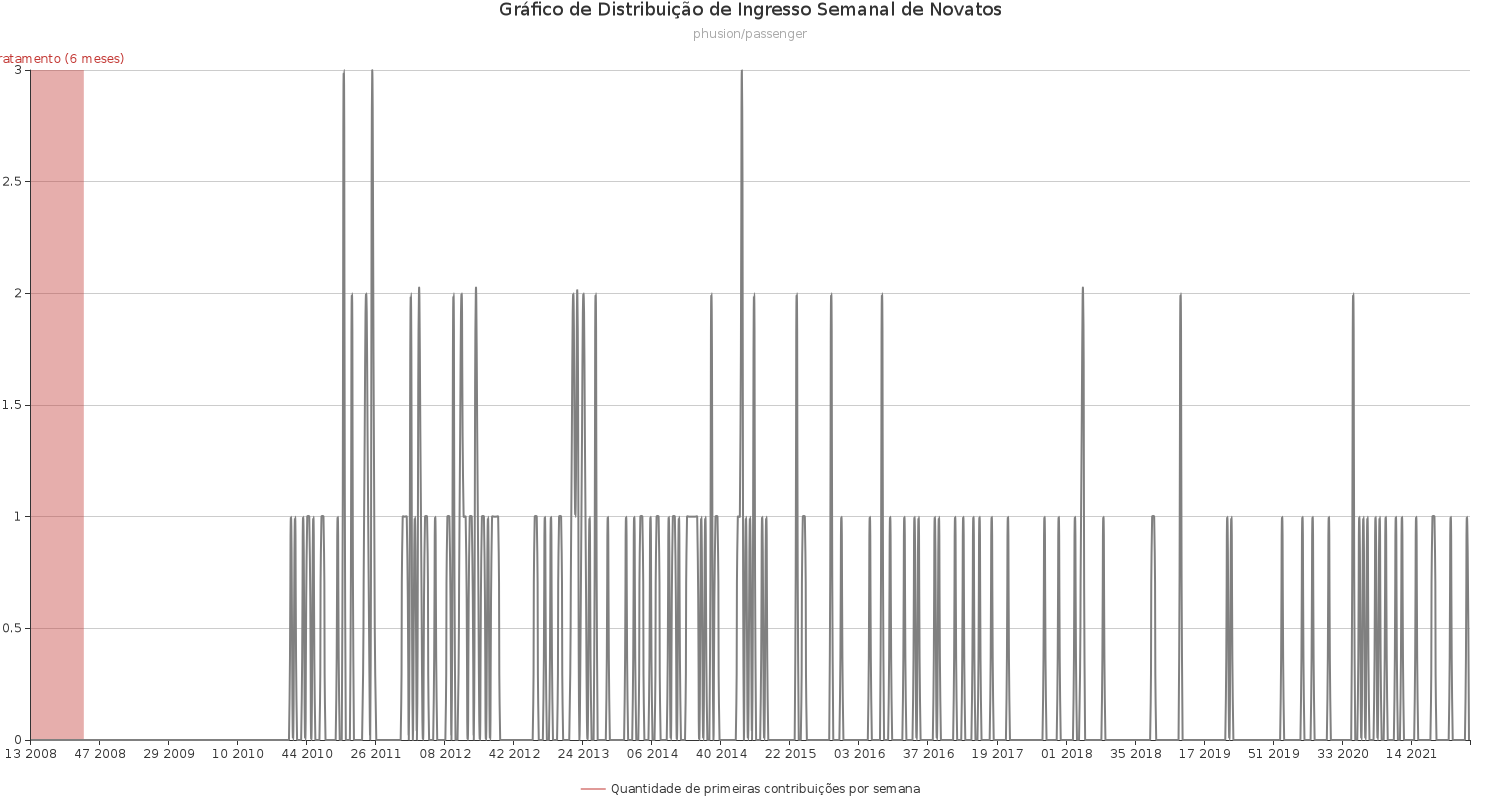 Gráfico de Distribuição de Ingresso Semanal de Novatos
phusion/passenger
ratamento (6 meses)
3
2.5
2
1.5
1
0.5
0
13 2008 47 2008 29 2009 10 2010 44 2010 26 2011 08 2012 42 2012 24 2013 06 2014 40 2014 22 2015 03 2016 37 2016 19 2017 01 2018 35 2018 17 2019 51 2019 33 2020 14 2021
Quantidade de primeiras contribuições por semana